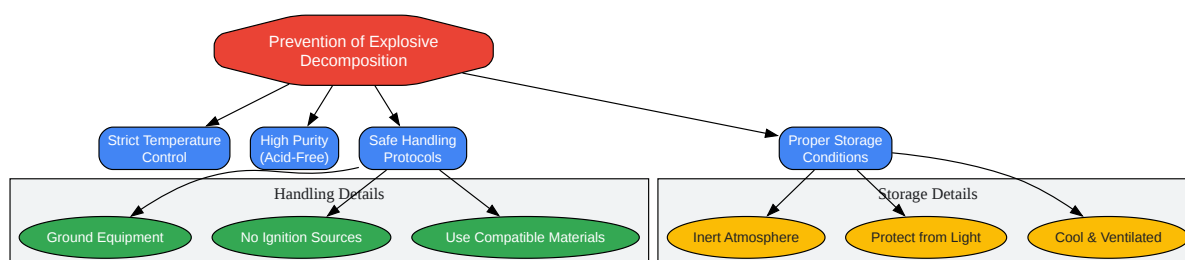 Prevention of Explosive
Decomposition
Strict Temperature
Control
High Purity
(Acid-Free)
Safe Handling
Protocols
Proper Storage
Conditions
Handling Details
Storage Details
Ground Equipment
No Ignition Sources
Use Compatible Materials
Inert Atmosphere
Protect from Light
Cool & Ventilated